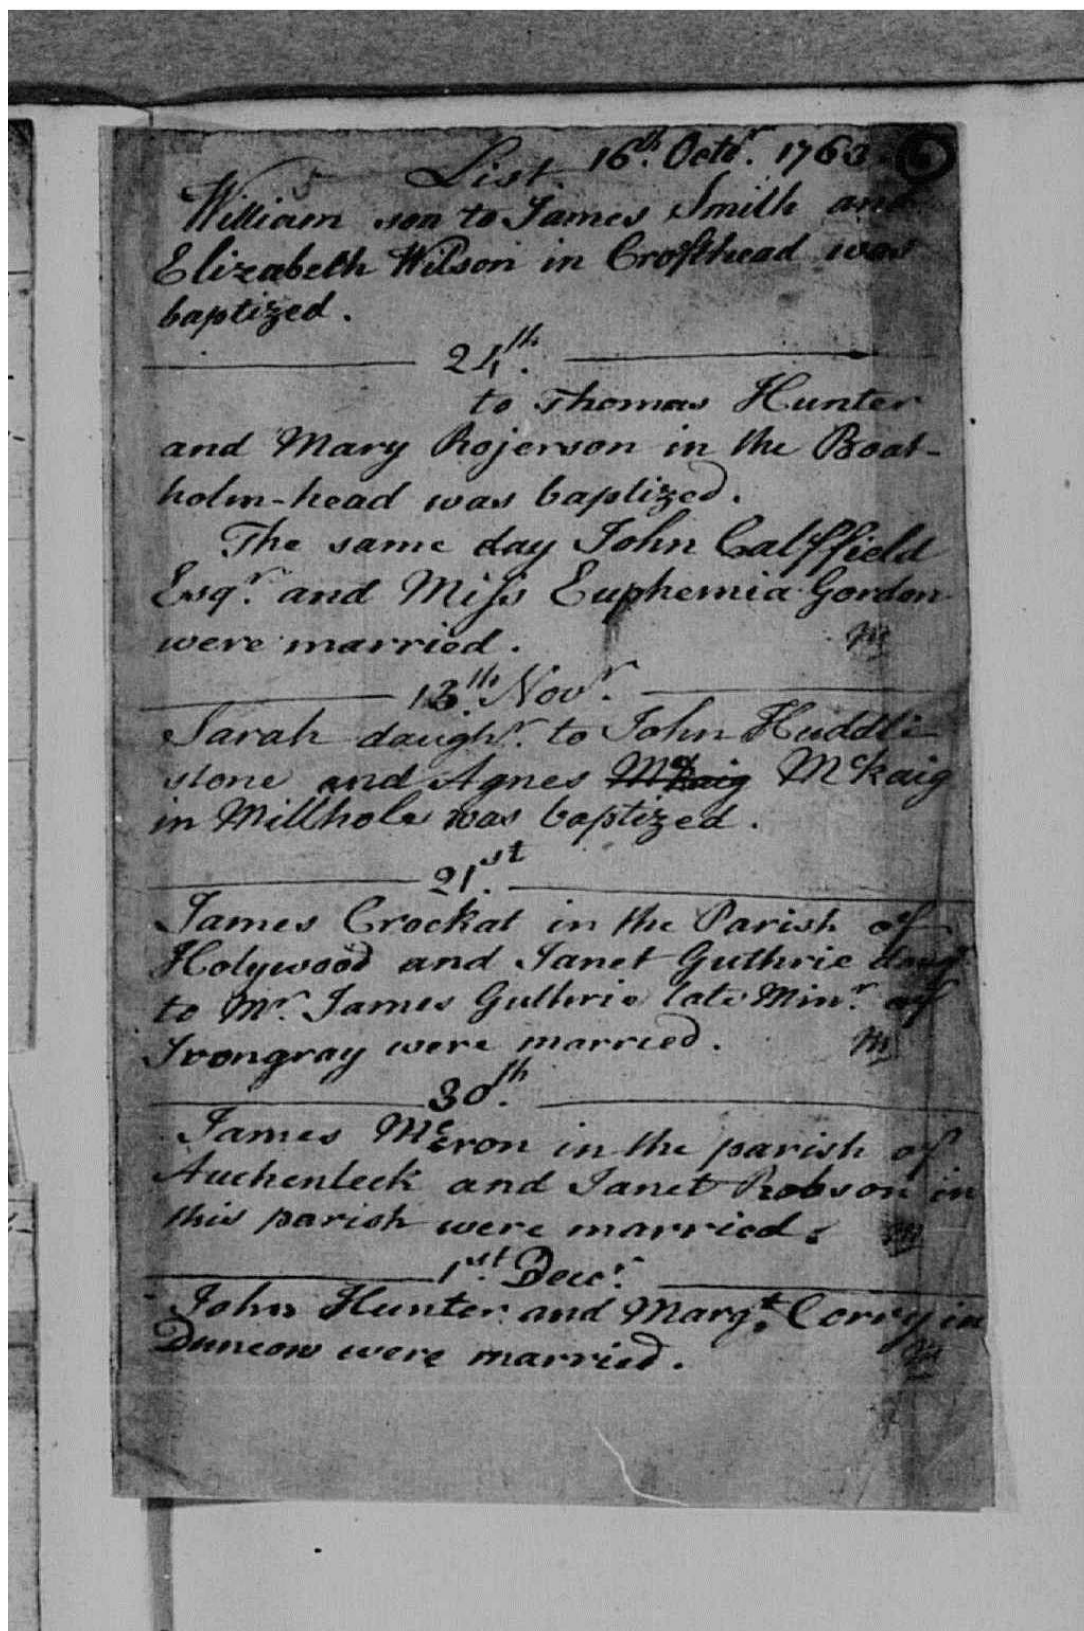 List 16th. Octr. 1763
William son to James Smith and
Elizabeth Wilson in Crofthead was
baptized.
24th.
to Thomas Hunter
and Mary Rojerson in the Boat-
holm-head was baptized.
The same day John Calffield
Esqr. and Miss Euphemia Gordon
were married. M
13th. Novr.
Sarah daughr. to John Huddle
stone and Agnes McKaig McKaig
in Millhole was baptized.
21st.
James Crockat in the Parish of
Holywood and Janet Guthrie daugr
to Mr. James Guthrie late Minr. of
Irongray were married. M
30th.
James McCron in the parish of
Auchenleck and Janet Robson in
this parish were married. M
1st. Decr.
John Hunter and Margt. Corry in
Duncow were married. M